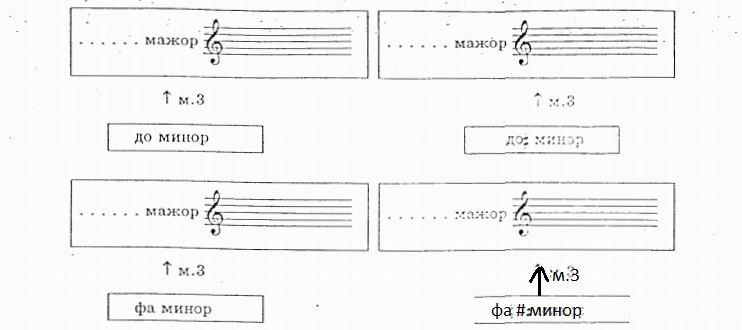 . . . . . . мажор
. . . . . . мажор
↑ м.3
↑ м.3
до минор
до♯ минор
. . . . . . мажор
. . . . . . мажор
↑ м.3
↑ м.3
фа минор
фа #минор